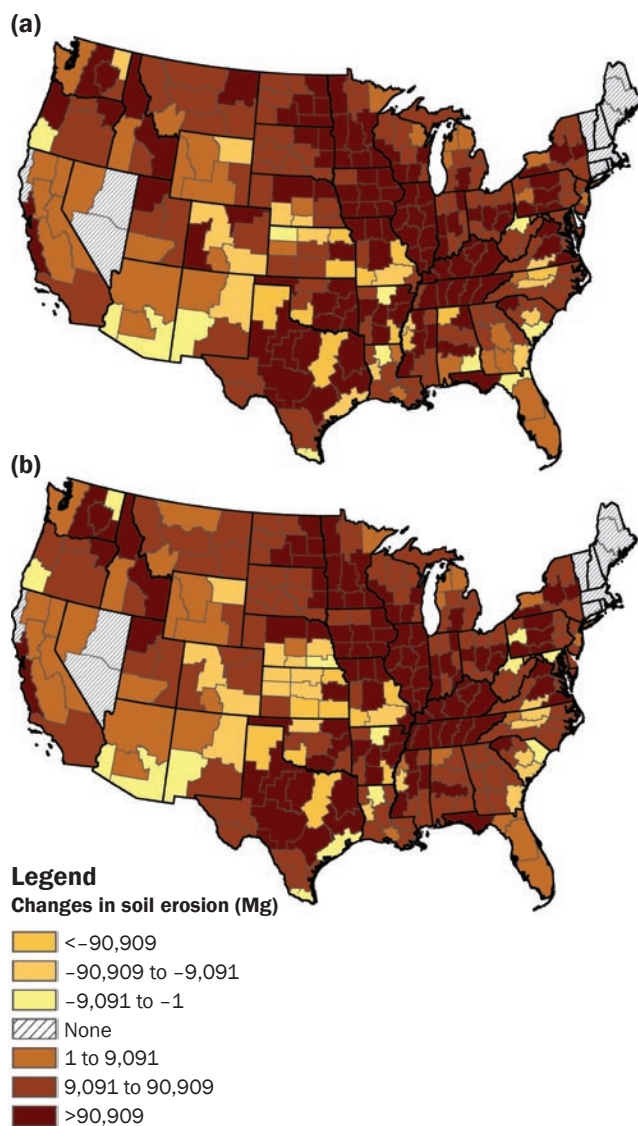 (a)
(b)
Legend
Changes in soil erosion (Mg)
<–90,909
–90,909 to –9,091
–9,091 to –1
None
1 to 9,091
9,091 to 90,909
>90,909